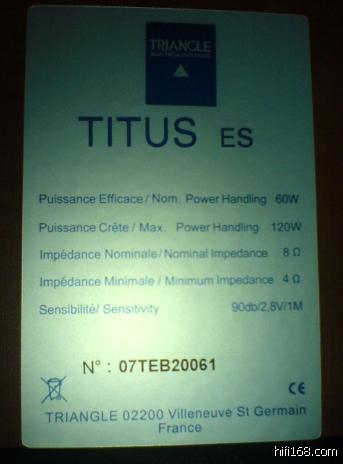 TRIANGLE
TITUS ES
Puissance Efficace / Nom. Power Handling 60W
Puissance Crête / Max. Power Handling 120W
Impédance Nominale / Nominal Impedance 8 Ω
Impédance Minimale / Minimum Impedance 4 Ω
Sensibilité / Sensitivity 90db/2,8V/1M
N° : 07TEB20061
CE
TRIANGLE 02200 Villeneuve St Germain
France
hifi168.com